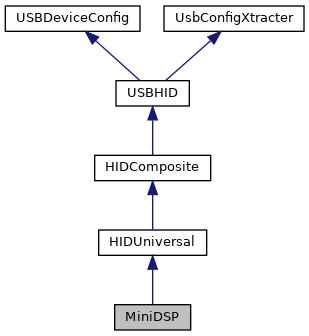 USBDeviceConfig
UsbConfigXtracter
USBHID
HIDComposite
HIDUniversal
MiniDSP